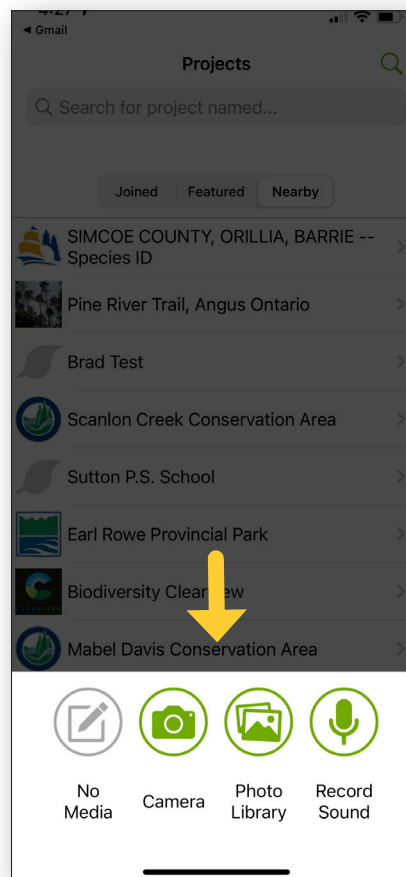 ◀ Gmail
Projects
Search for project named...
Joined Featured Nearby
SIMCOE COUNTY, ORILLIA, BARRIE --
Species ID
Pine River Trail, Angus Ontario
Brad Test
Scanlon Creek Conservation Area
Sutton P.S. School
Earl Rowe Provincial Park
Biodiversity
Mabel Davis Conservation Area
No
Media
Camera
Photo
Library
Record
Sound